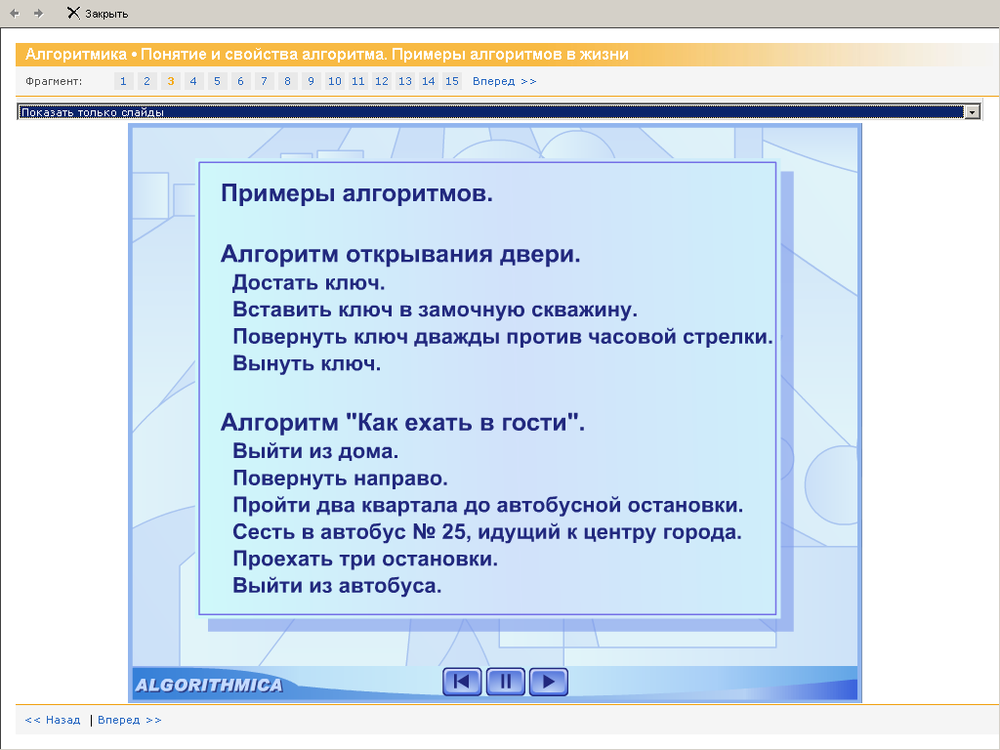 Закрыть
Алгоритмика • Понятие и свойства алгоритма. Примеры алгоритмов в жизни
Фрагмент: 1 2 3 4 5 6 7 8 9 10 11 12 13 14 15 Вперед >>
Показать только слайды
Примеры алгоритмов.
Алгоритм открывания двери.
Достать ключ.
Вставить ключ в замочную скважину.
Повернуть ключ дважды против часовой стрелки.
Вынуть ключ.
Алгоритм "Как ехать в гости".
Выйти из дома.
Повернуть направо.
Пройти два квартала до автобусной остановки.
Сесть в автобус № 25, идущий к центру города.
Проехать три остановки.
Выйти из автобуса.
ALGORITHMICA
<< Назад | Вперед >>